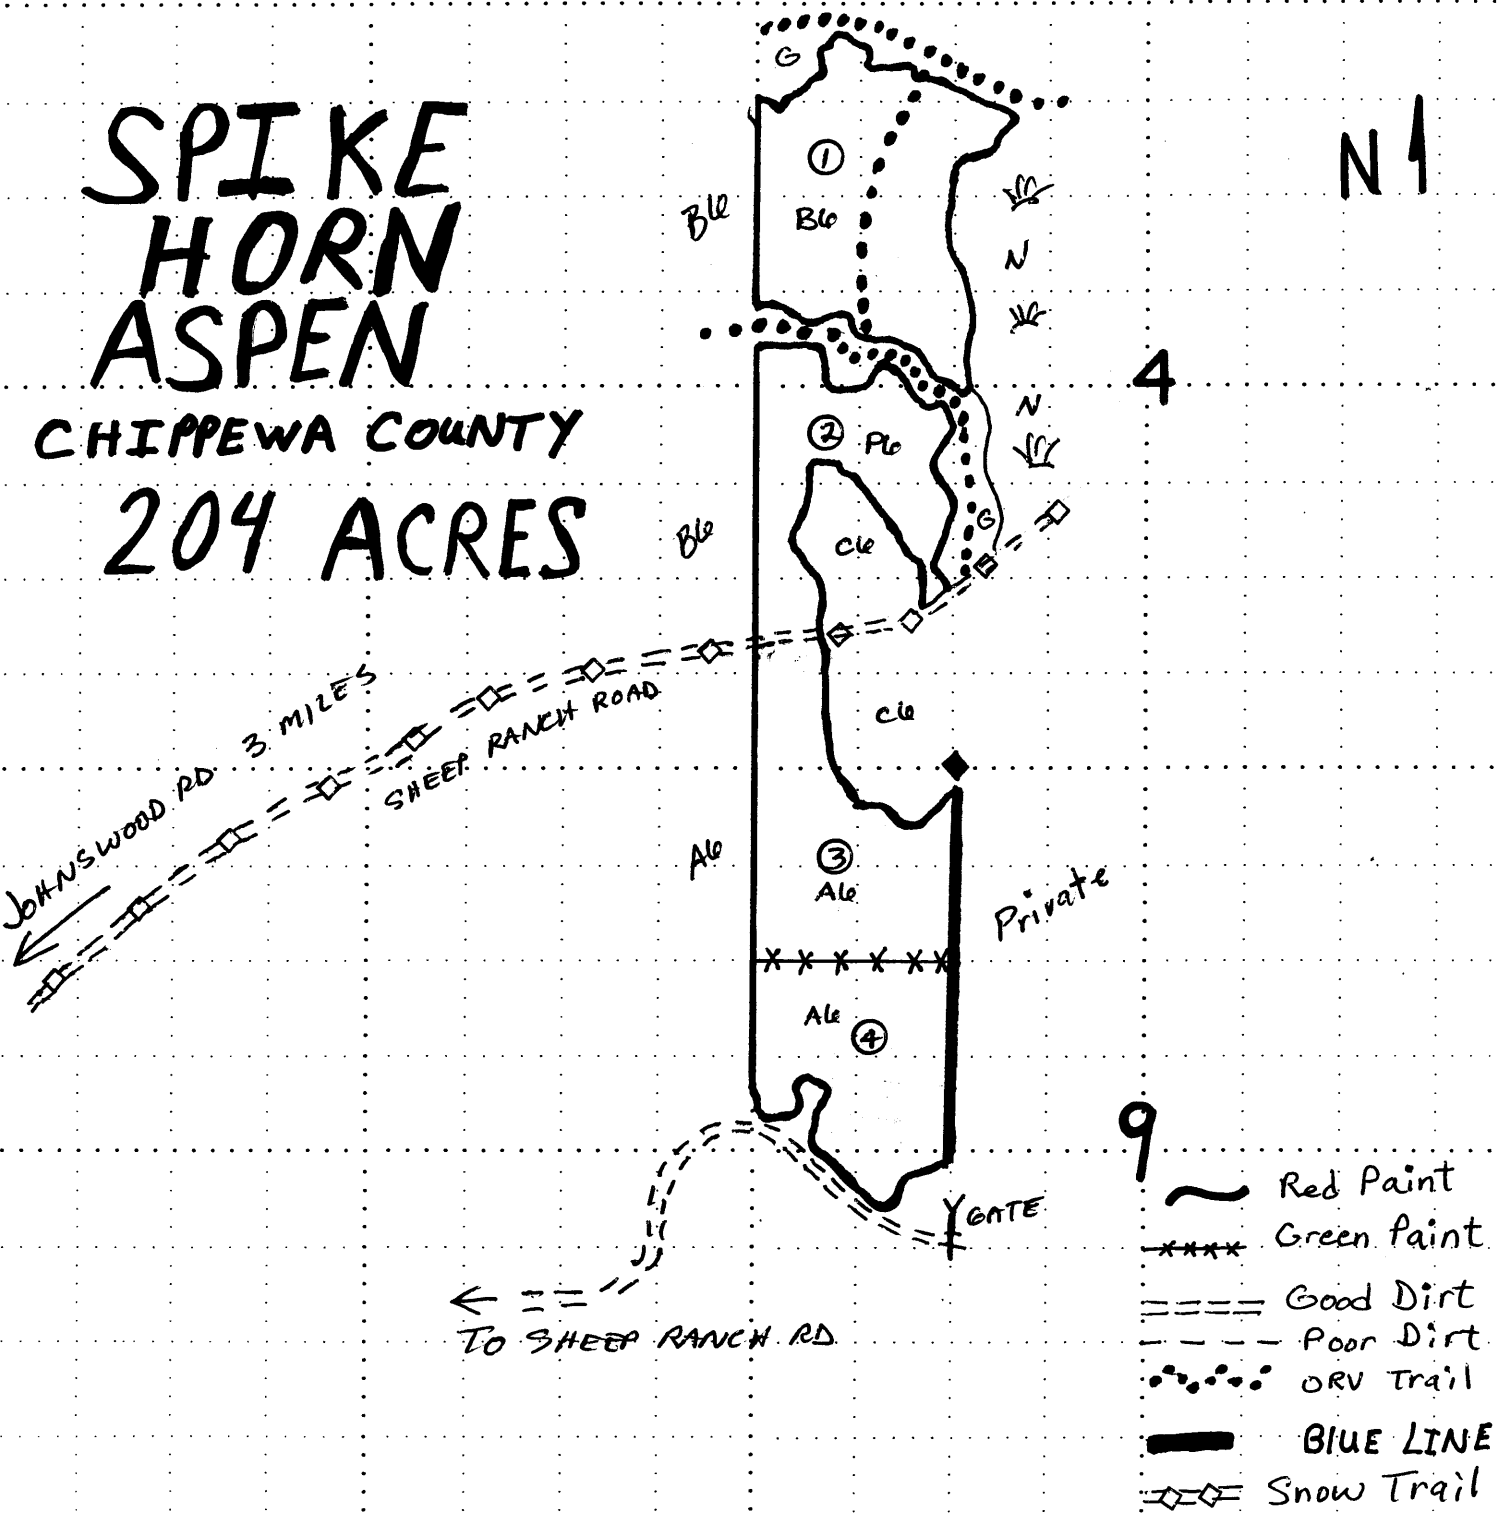 SPIKE
HORN
ASPEN
CHIPPEWA COUNTY
204 ACRES
N
G
1
B6
B6
N
4
N
2
P6
B6
C6
G
JOHNSWOOD RD 3 MILES
SHEEP RANCH ROAD
C6
A6
3
A6
Private
A6
4
9
GATE
TO SHEEP RANCH RD
Red Paint
Green Paint
Good Dirt
Poor Dirt
ORV Trail
BLUE LINE
Snow Trail